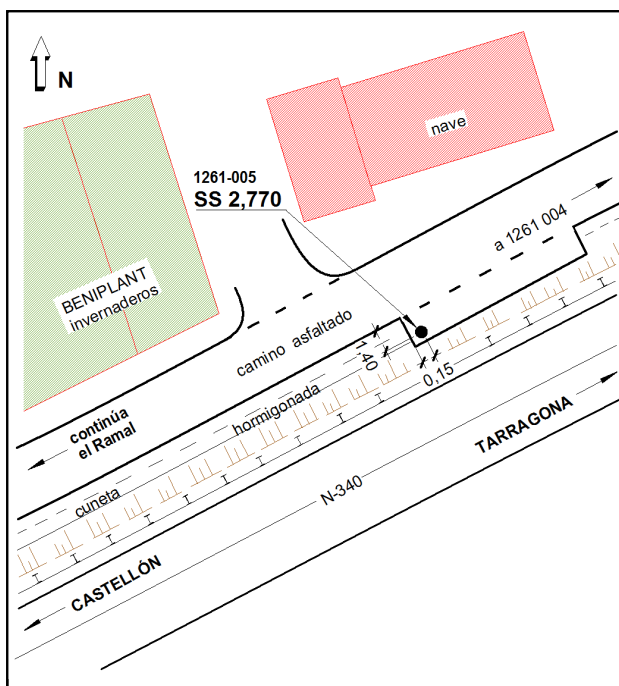 N
nave
1261-005
SS 2,770
a 1261 004
BENIPLANT
invernaderos
camino asfaltado
1,40
0,15
hormigonada
continúa
el Ramal
cuneta
TARRAGONA
N-340
CASTELLÓN